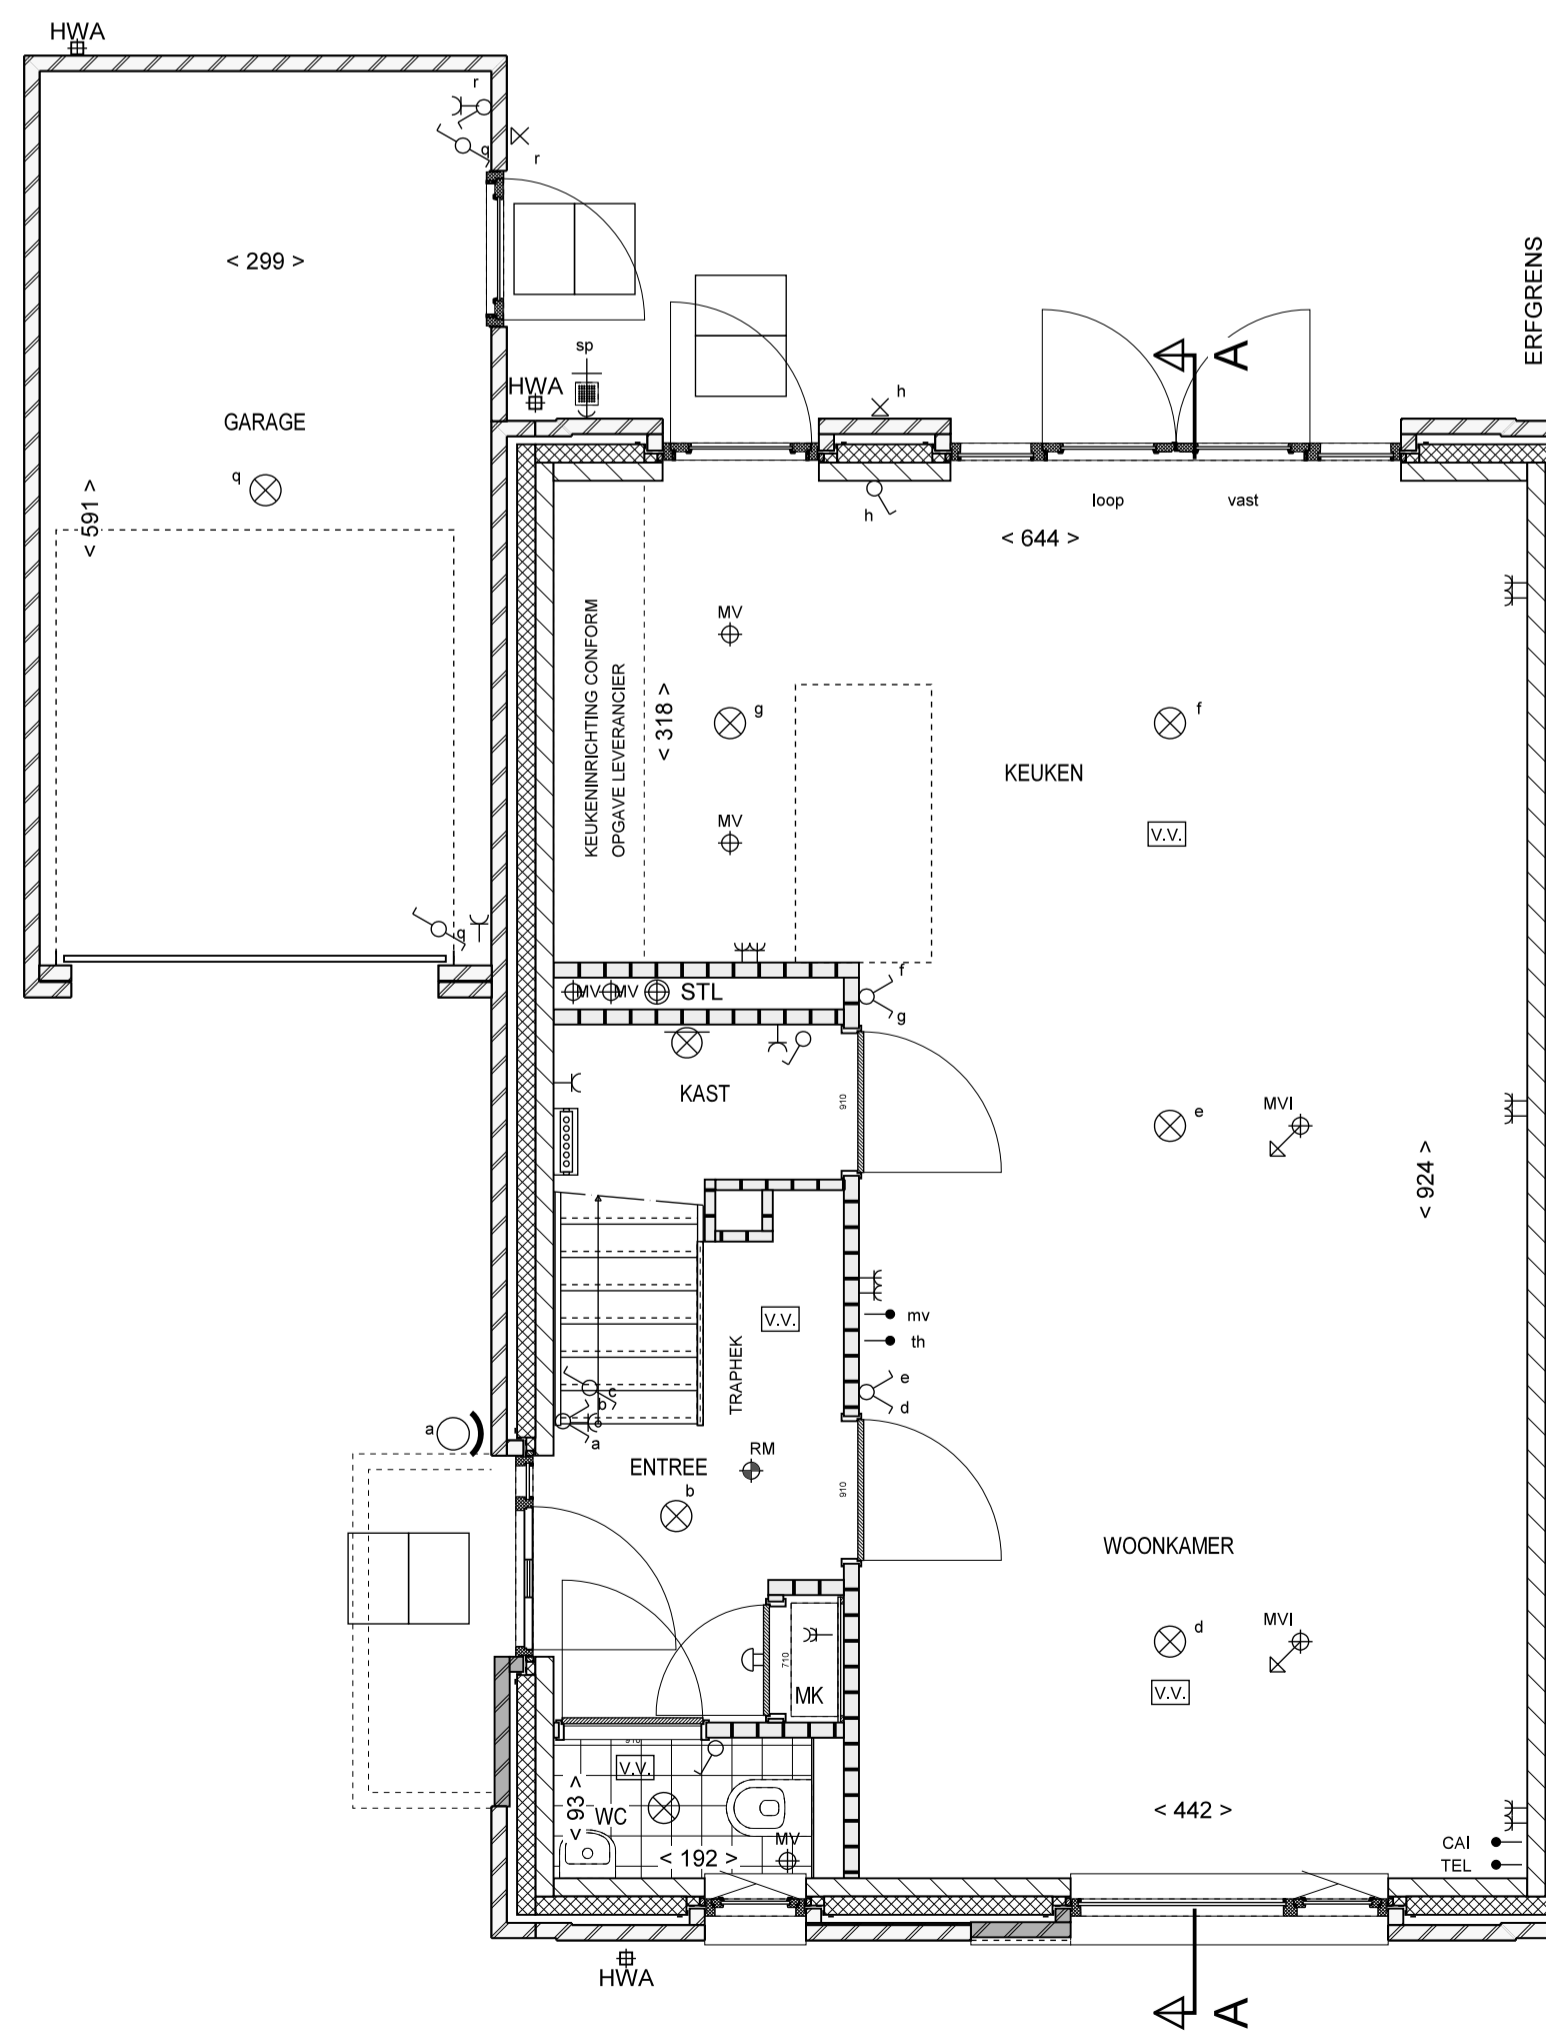 HWA
r
q
r
< 299 >
ERFGRENS
sp
HWA
A
h
GARAGE
q
< 591 >
h
loop
vast
< 644 >
KEUKENINRICHTING CONFORM
OPGAVE LEVERANCIER
MV
< 318 >
g
f
KEUKEN
MV
V.V.
q
MV
MV
STL
f
g
KAST
910
e
MVI
< 924 >
V.V.
TRAPHEK
mv
th
c
b
a
e
d
a
RM
ENTREE
b
910
WOONKAMER
d
MVI
710
MK
V.V.
910
V.V.
< 93 >
WC
MV
< 192 >
< 442 >
CAI
TEL
HWA
A